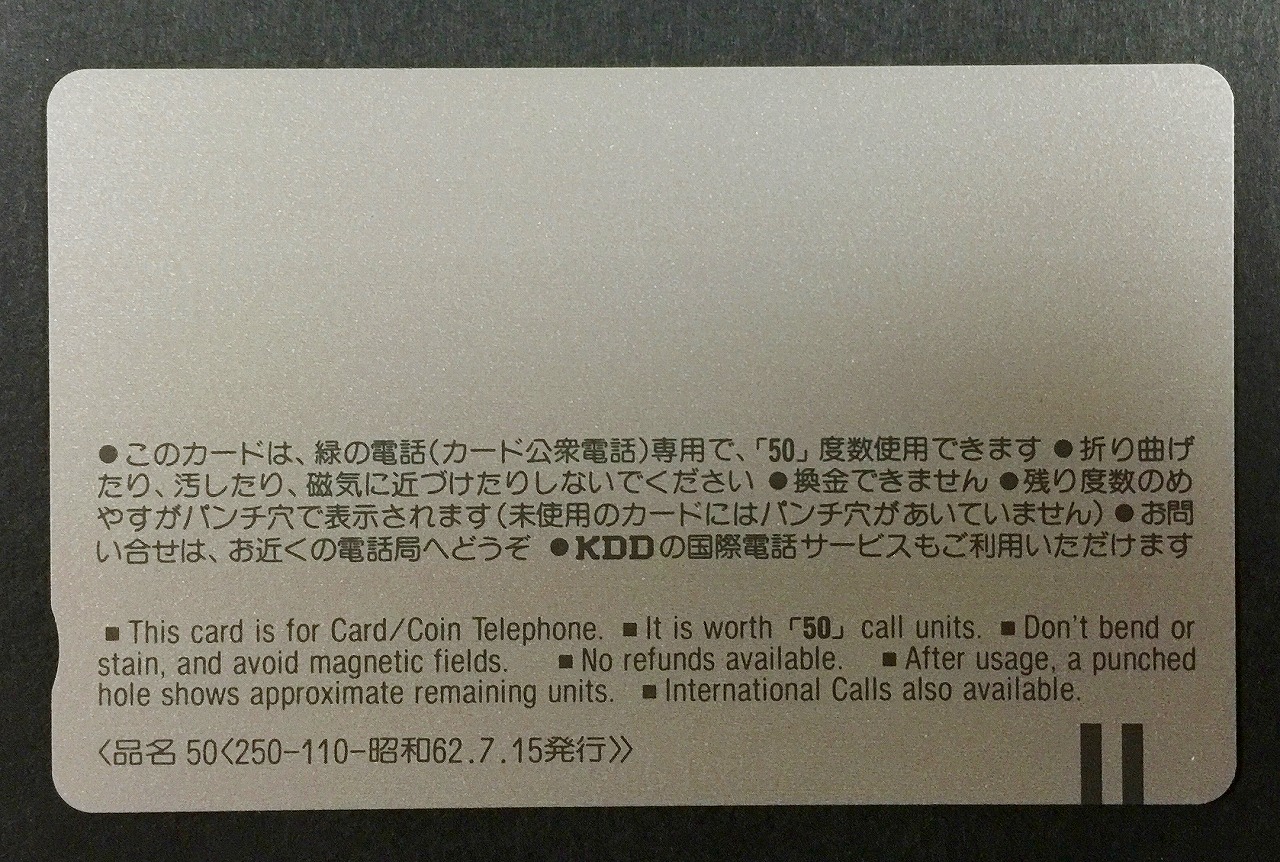 ●このカードは、緑の電話(カード公衆電話)専用で、「50」度数使用できます ●折り曲げ
たり、汚したり、磁気に近づけたりしないでください ●換金できません ●残り度数のめ
やすがパンチ穴で表示されます(未使用のカードにはパンチ穴があいていません) ●お問
い合せは、お近くの電話局へどうぞ ●KDDの国際電話サービスもご利用いただけます
■This card is for Card/Coin Telephone. ■It is worth「50」call units. ■Don't bend or
stain, and avoid magnetic fields. ■No refunds available. ■After usage, a punched
hole shows approximate remaining units. ■International Calls also available.
〈品名 50〈250-110-昭和62.7.15発行〉〉